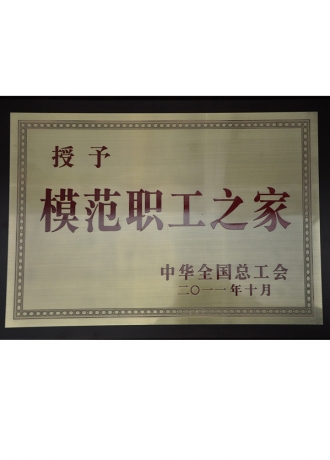 授予
模范职工之家
中华全国总工会
二〇一一年十月